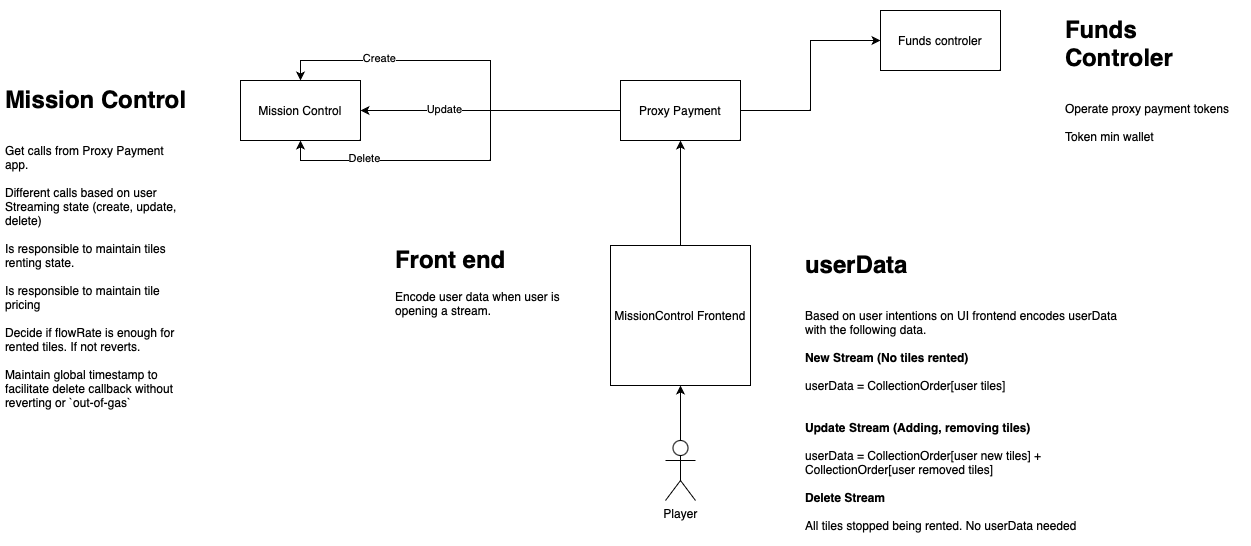 Funds
Controler
Operate proxy payment tokens
Token min wallet
Funds controler
Create
Mission Control
Update
Delete
Proxy Payment
Mission Control
Get calls from Proxy Payment
app.
Different calls based on user
Streaming state (create, update,
delete)
Is responsible to maintain tiles
renting state.
Is responsible to maintain tile
pricing
Decide if flowRate is enough for
rented tiles. If not reverts.
Maintain global timestamp to
facilitate delete callback without
reverting or `out-of-gas`
Front end
Encode user data when user is
opening a stream.
MissionControl Frontend
Player
userData
Based on user intentions on UI frontend encodes userData
with the following data.
New Stream (No tiles rented)
userData = CollectionOrder[user tiles]
Update Stream (Adding, removing tiles)
userData = CollectionOrder[user new tiles] +
CollectionOrder[user removed tiles]
Delete Stream
All tiles stopped being rented. No userData needed